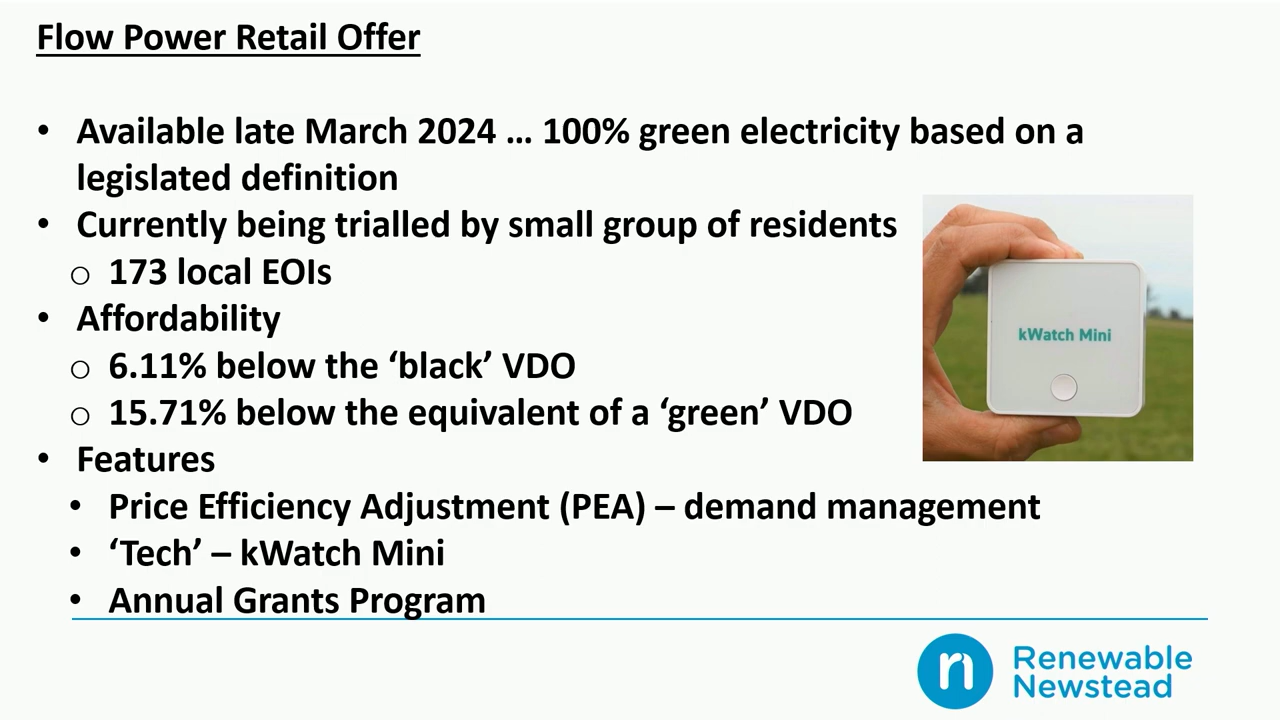 Flow Power Retail Offer
• Available late March 2024 … 100% green electricity based on a
legislated definition
• Currently being trialled by small group of residents
o 173 local EOIs
• Affordability
o 6.11% below the ‘black’ VDO
o 15.71% below the equivalent of a ‘green’ VDO
• Features
• Price Efficiency Adjustment (PEA) – demand management
• ‘Tech’ – kWatch Mini
• Annual Grants Program
kWatch Mini
n
Renewable
Newstead